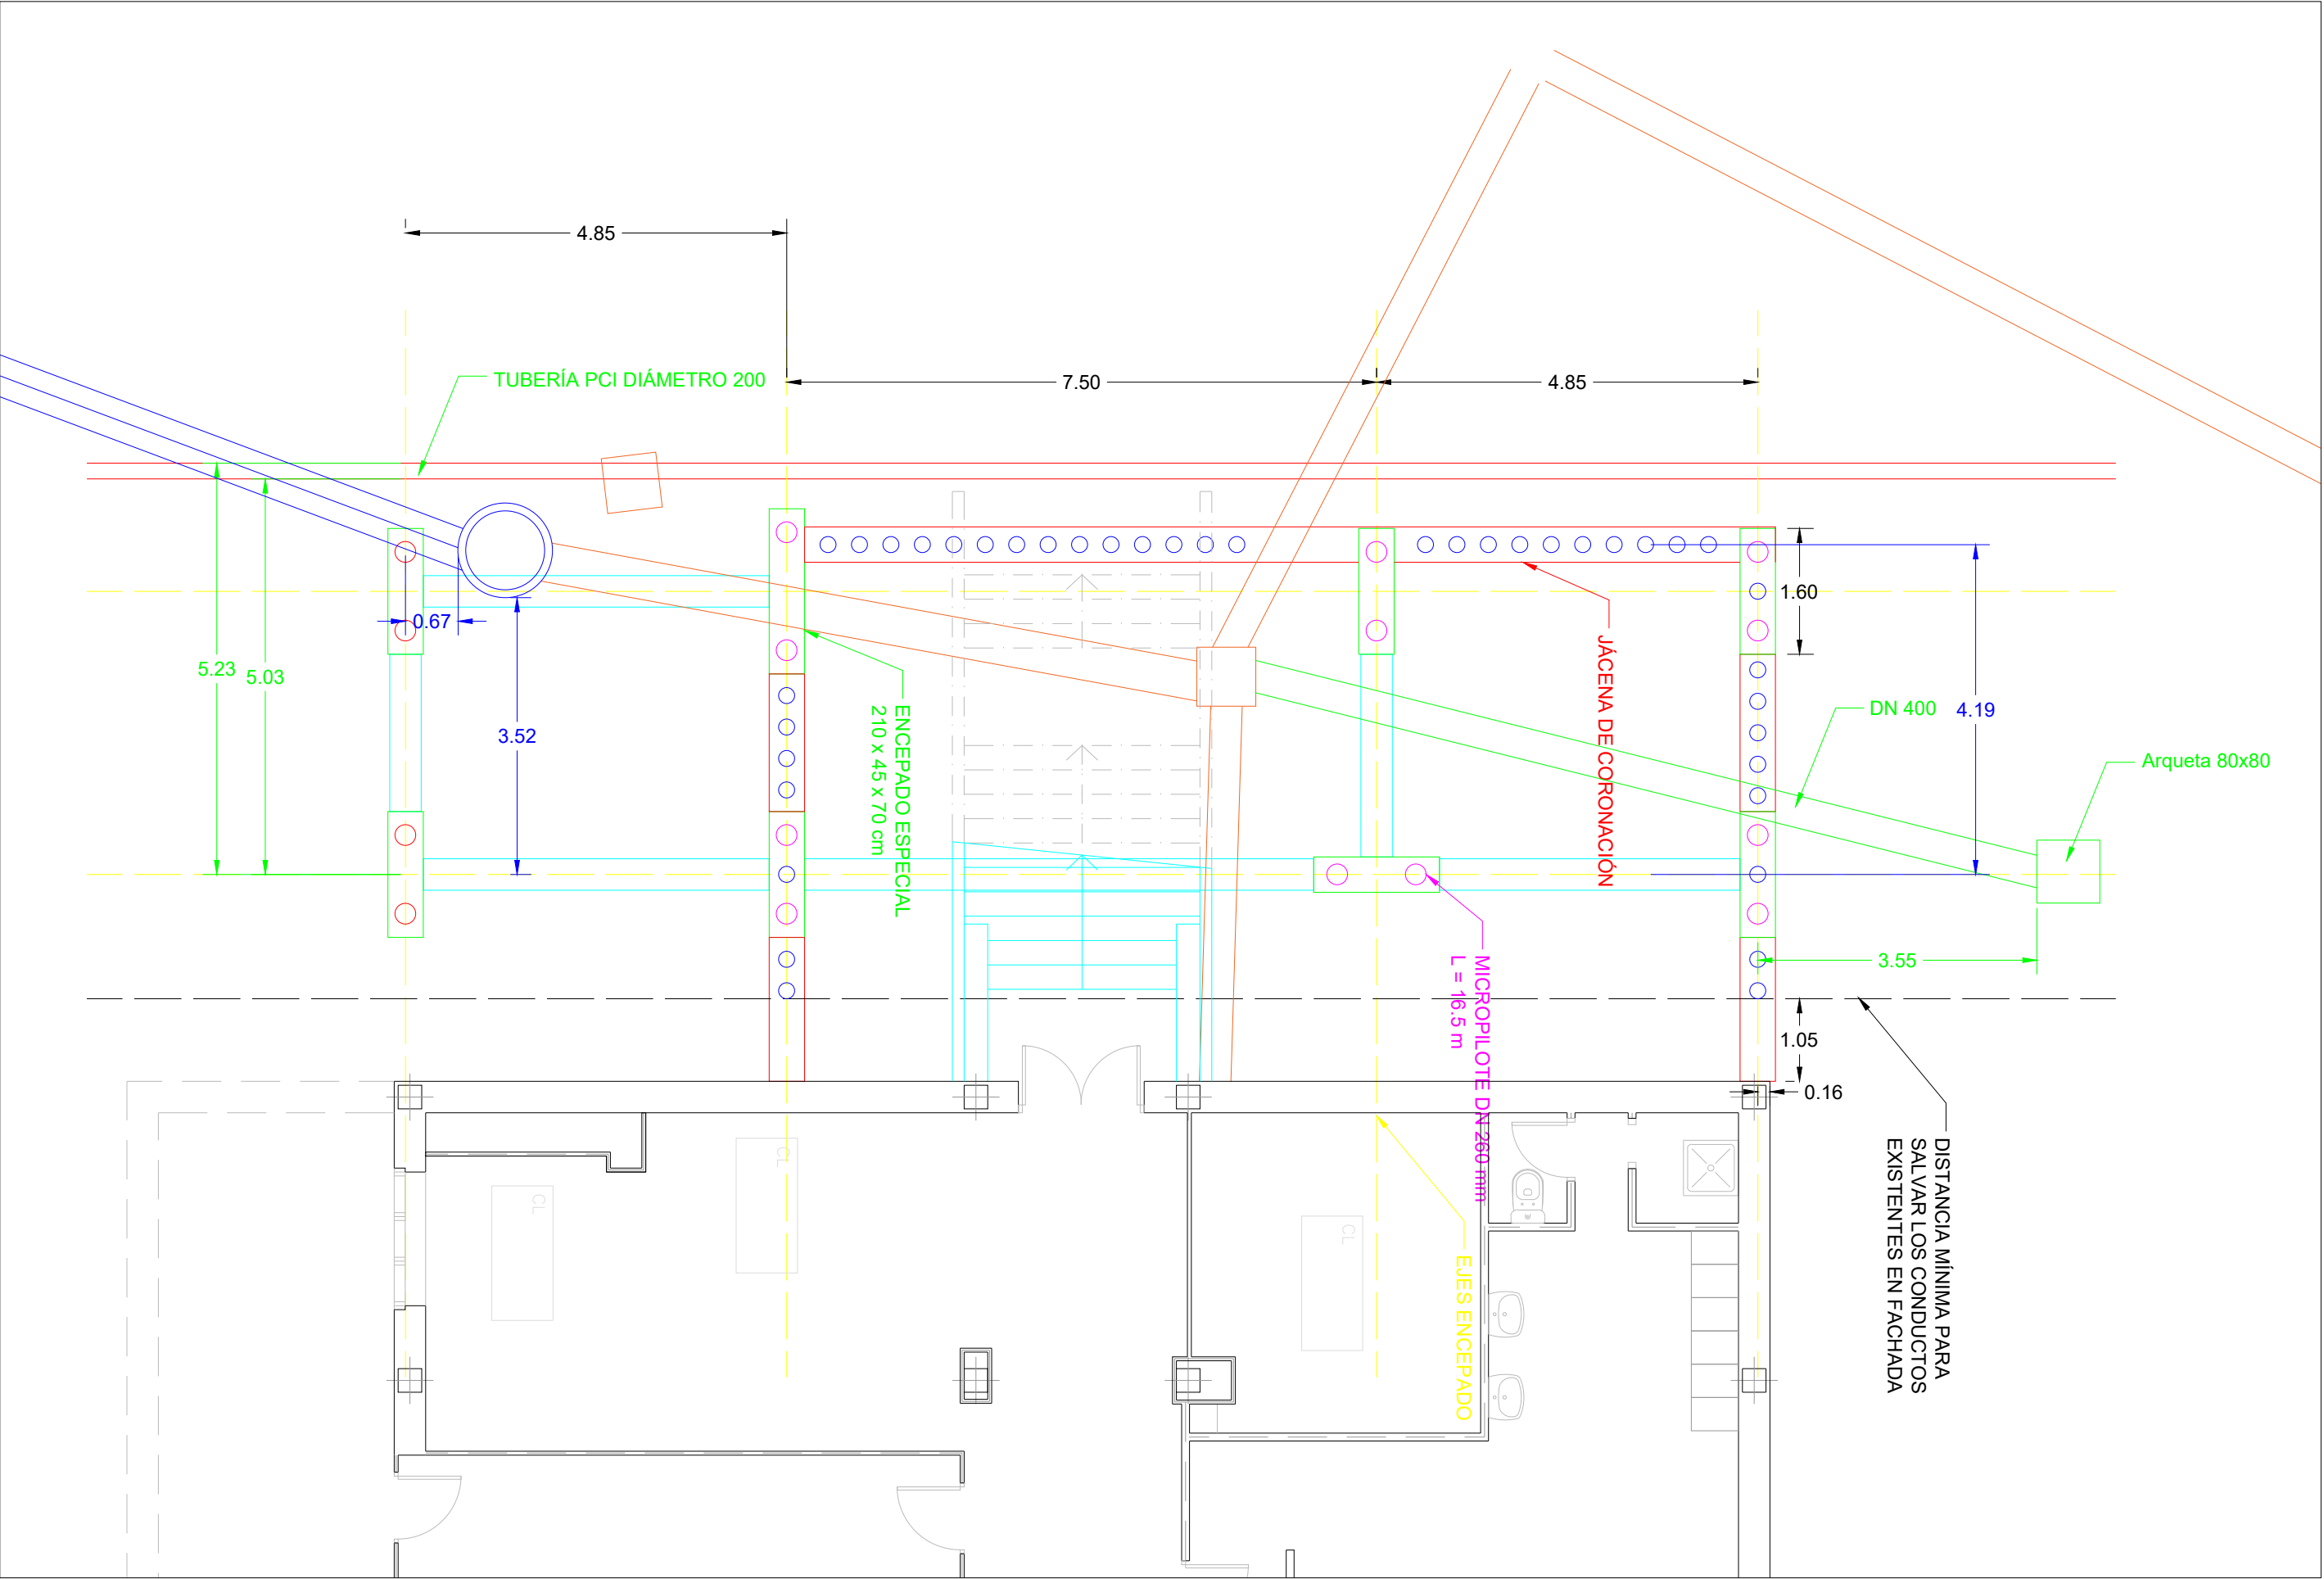 4.85
7.50
4.85
TUBERÍA PCI DIÁMETRO 200
1.60
0.67
5.23
5.03
3.52
4.19
DN 400
Arqueta 80x80
JÁCENA DE CORONACIÓN
ENCEPADO ESPECIAL
210 x 45 x 70 cm
3.55
MICROPILOTE DN 260 mm
L = 16.5 m
1.05
0.16
DISTANCIA MÍNIMA PARA
SALVAR LOS CONDUCTOS
EXISTENTES EN FACHADA
EJES ENCEPADO
CL
CL
CL